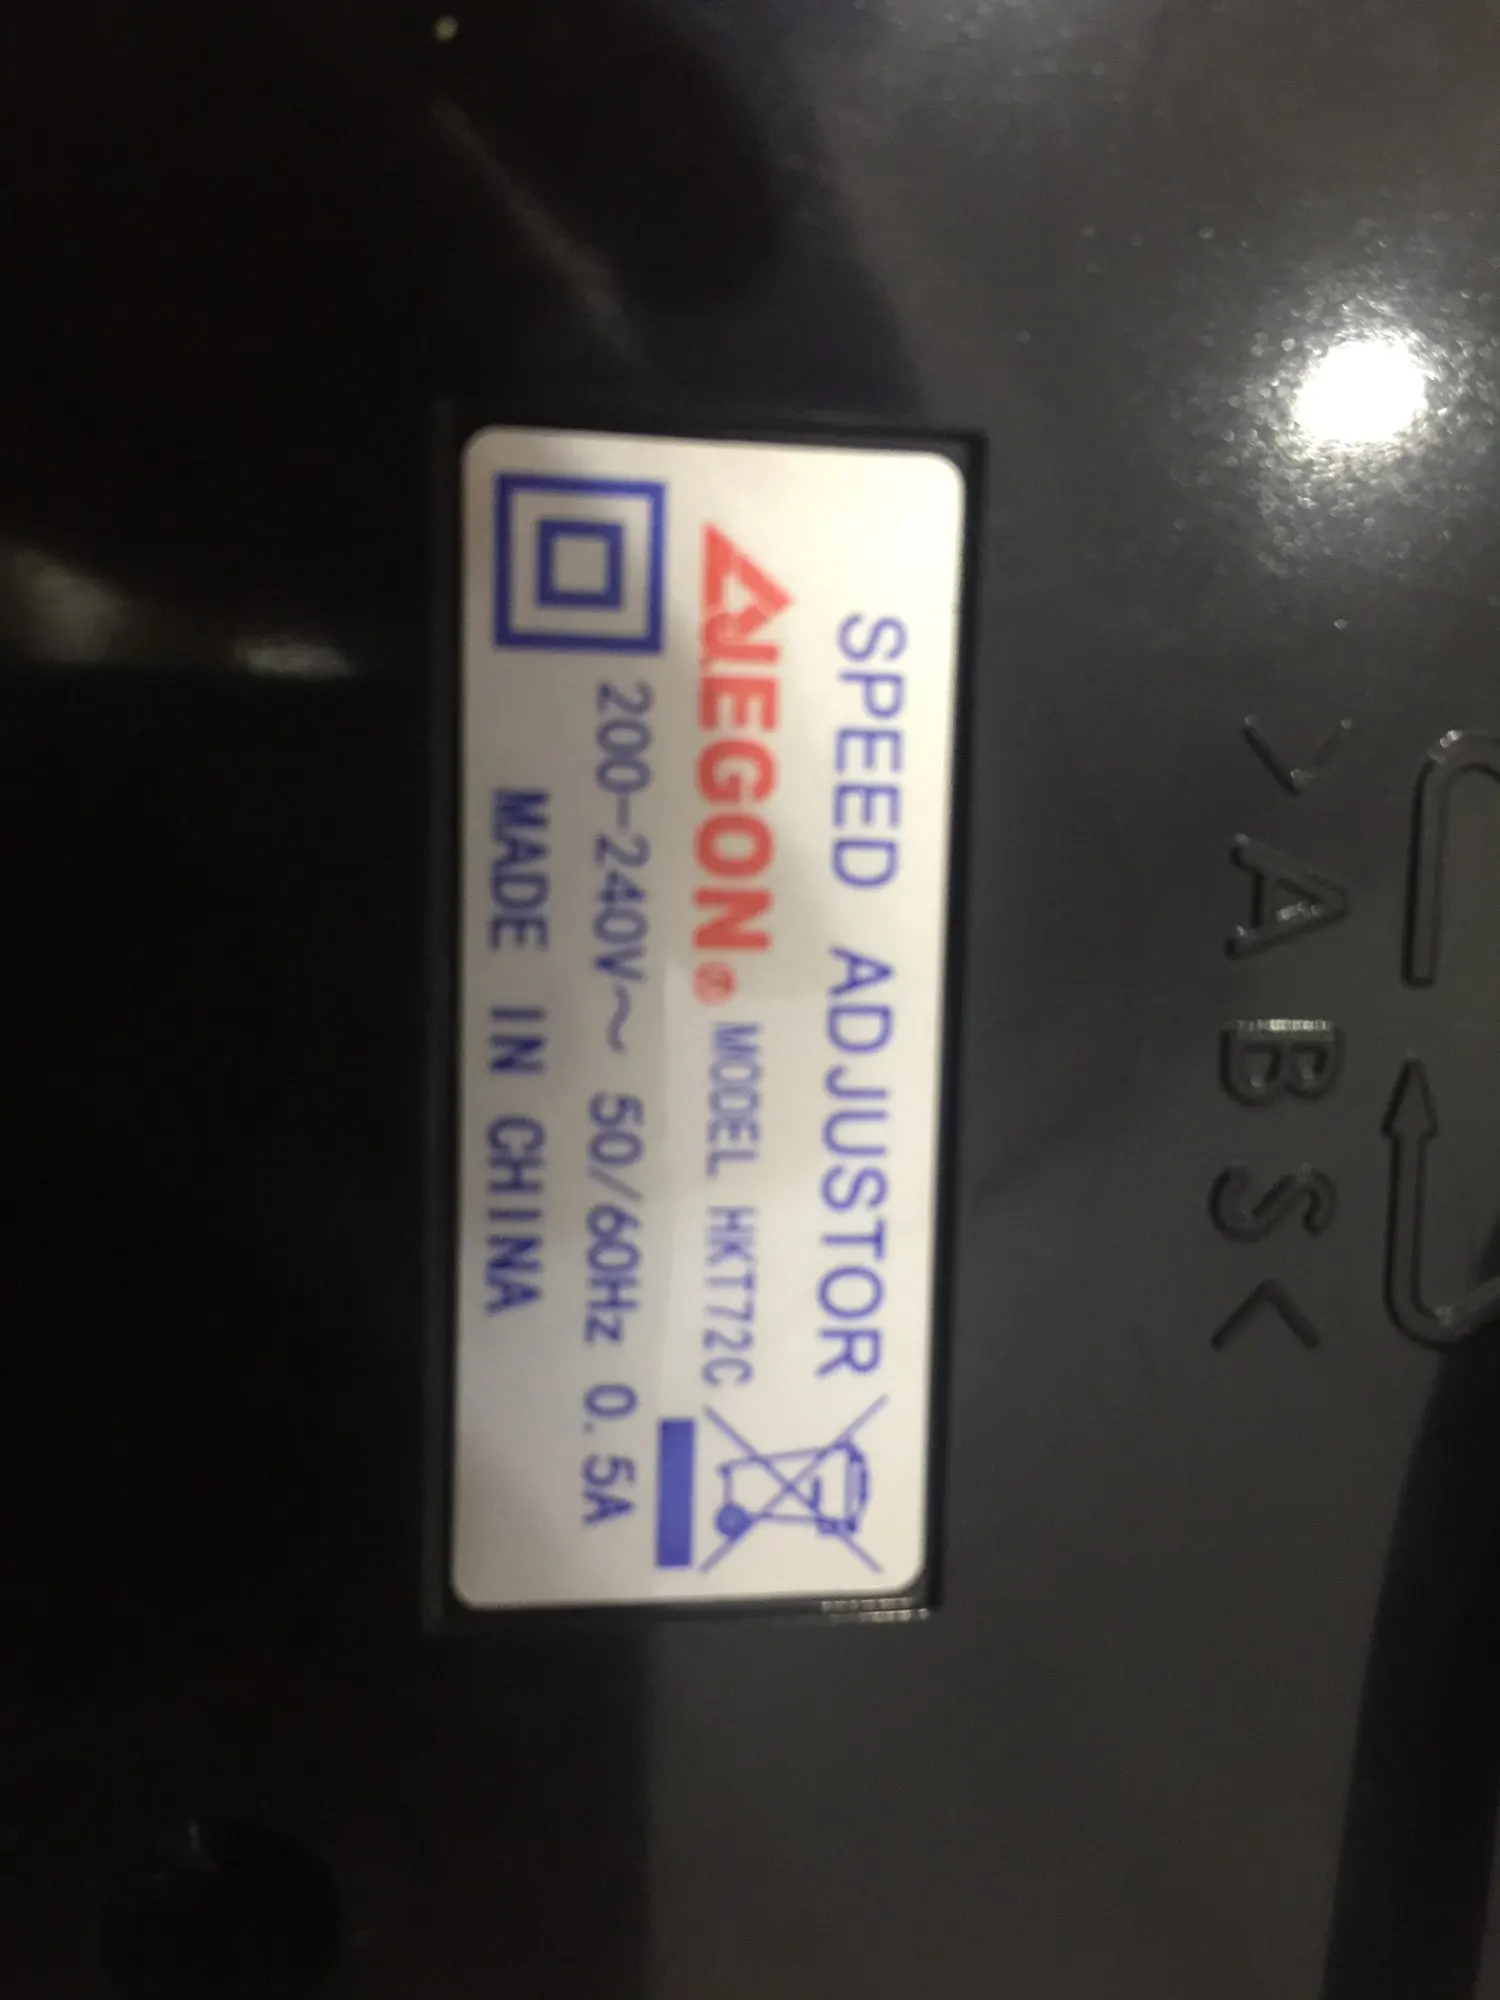 SPEED ADJUSTOR
AEGON® MODEL HKT72C
200-240V~ 50/60Hz 0.5A
MADE IN CHINA
>ABS<